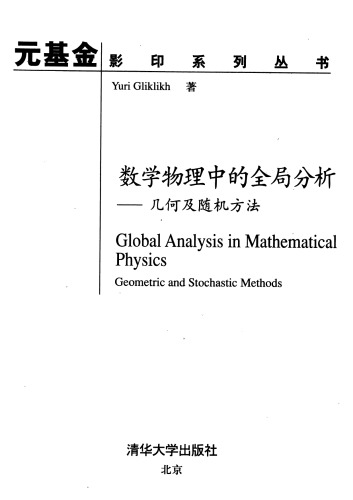 元基金 影印系列丛书
Yuri Gliklikh 著
数学物理中的全局分析
—— 几何及随机方法
Global Analysis in Mathematical
Physics
Geometric and Stochastic Methods
清华大学出版社
北京